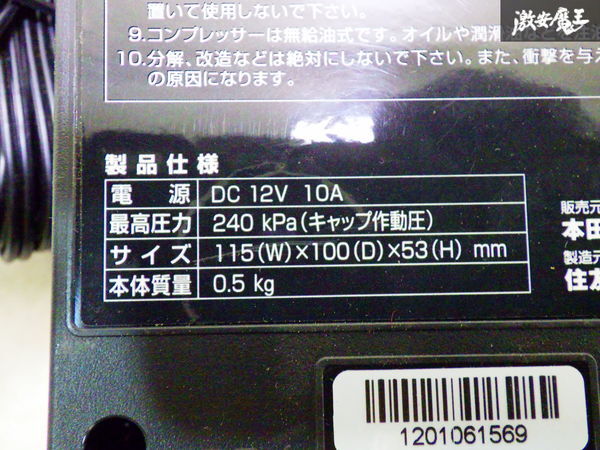 激安魔王
置いて使用しないで下さい。
9.コンプレッサーは無給油式です。オイルや潤滑
10.分解、改造などは絶対にしないで下さい。また、衝撃を与え
の原因になります。
製品仕様
電 源 DC 12V 10A
最高圧力 240 kPa(キャップ作動圧)
サイズ 115(W)×100(D)×53(H) mm
本体質量 0.5 kg
販売元
本田
製造元
住友
1201061569